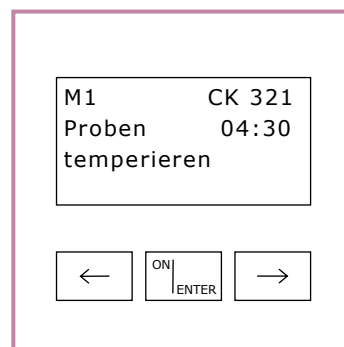 M1 CK 321
Proben 04:30
temperieren
← ON ENTER →